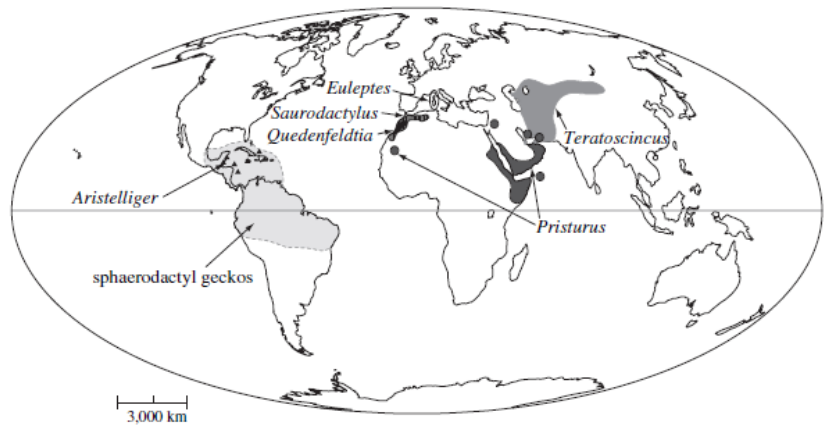 Euleptes
Saurodactylus
Quedenfeldtia
Teratoscincus
Aristelliger
Pristurus
sphaerodactyl geckos
3,000 km